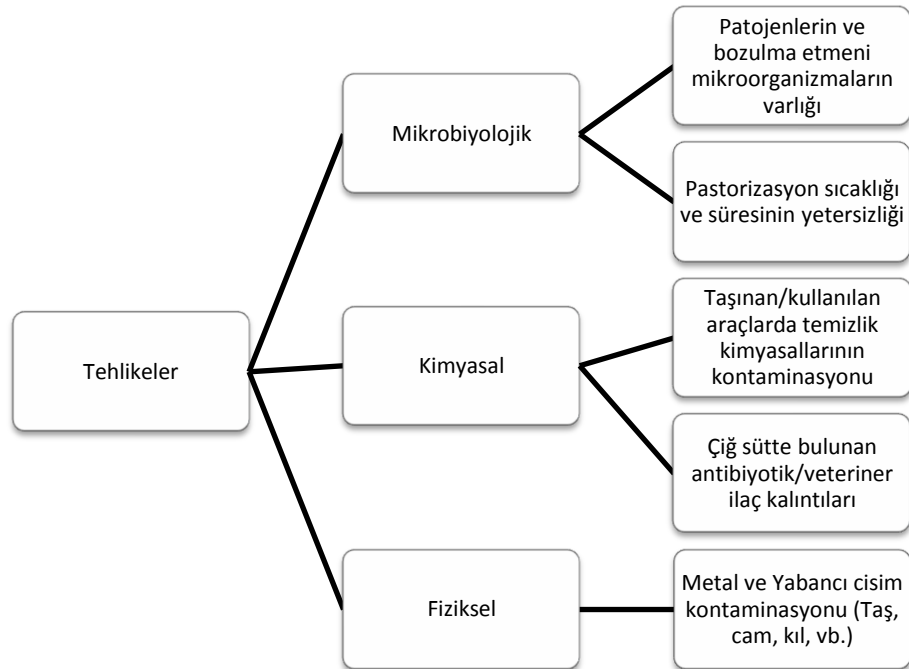 Tehlikeler
Mikrobiyolojik
Patojenlerin ve
bozulma etmeni
mikroorganizmaların
varlığı
Pastorizasyon sıcaklığı
ve süresinin yetersizliği
Kimyasal
Taşınan/kullanılan
araçlarda temizlik
kimyasallarının
kontaminasyonu
Çiğ sütte bulunan
antibiyotik/veteriner
ilaç kalıntıları
Fiziksel
Metal ve Yabancı cisim
kontaminasyonu (Taş,
cam, kıl, vb.)